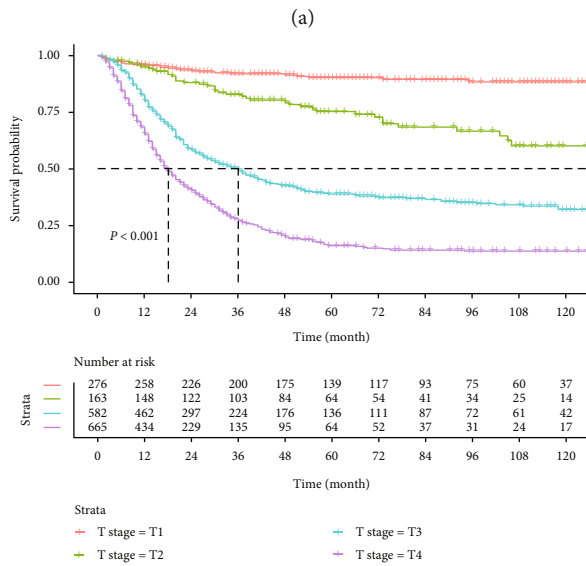 (a)
1.00
0.75
0.50
0.25
0.00
Survival probability
P < 0.001
0 12 24 36 48 60 72 84 96 108 120
Time (month)
Number at risk
Strata
276 258 226 200 175 139 117 93 75 60 37
163 148 122 103 84 64 54 41 34 25 14
582 462 297 224 176 136 111 87 72 61 42
665 434 229 135 95 64 52 37 31 24 17
0 12 24 36 48 60 72 84 96 108 120
Time (month)
Strata
T stage = T1
T stage = T3
T stage = T2
T stage = T4